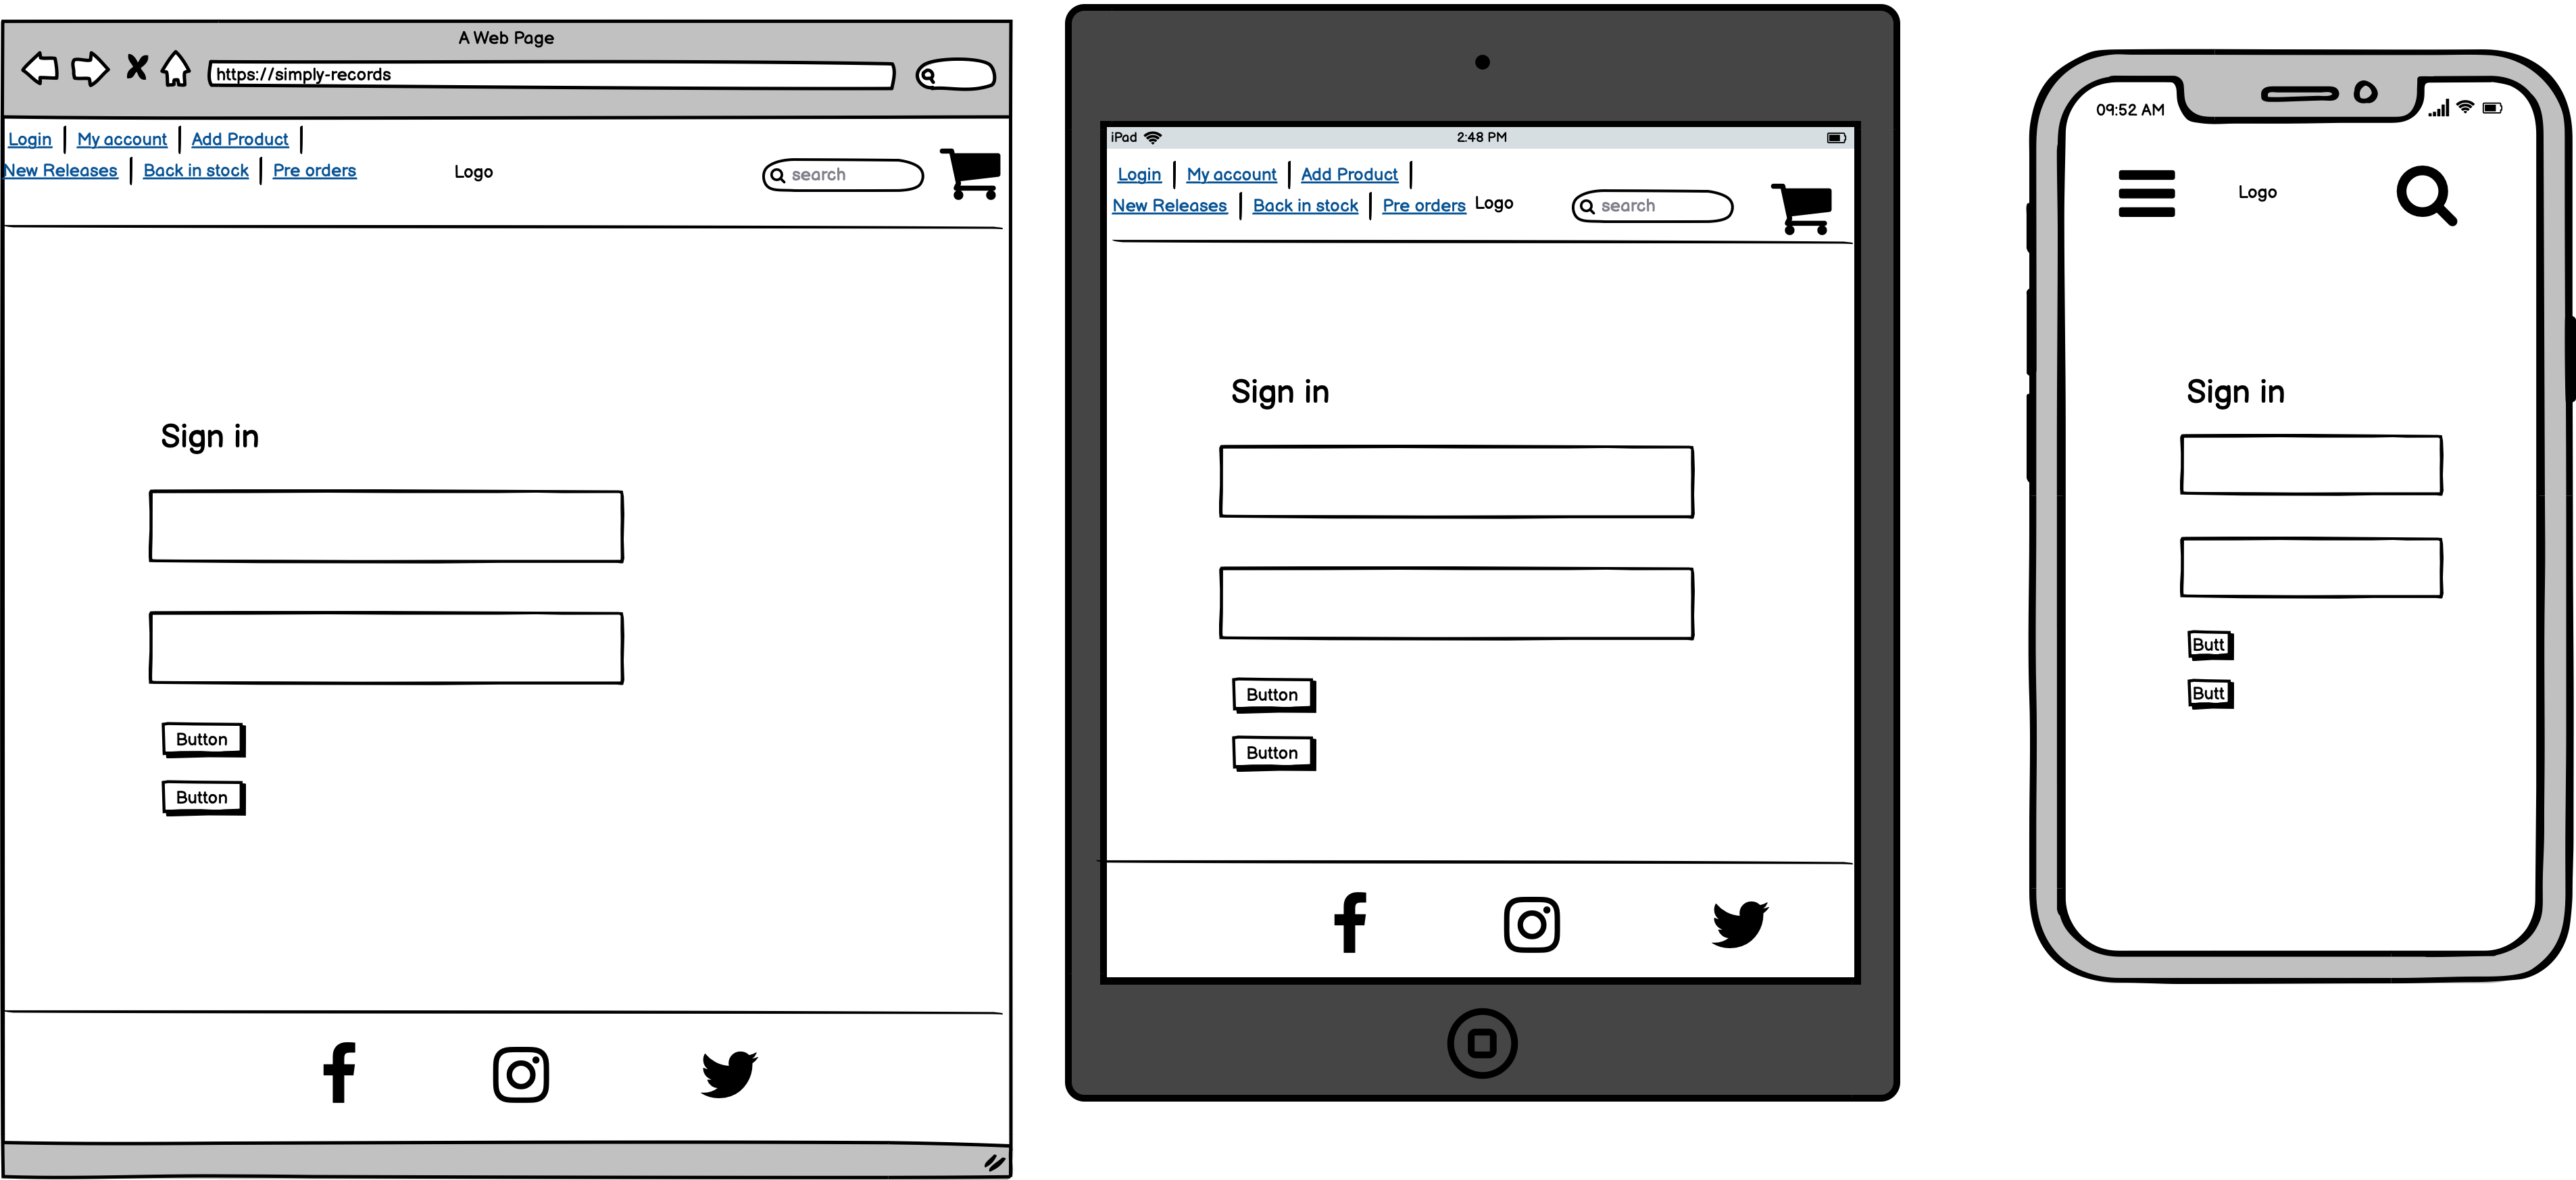 A Web Page
https://simply-records
Login My account Add Product
New Releases Back in stock Pre orders Logo search
Sign in
Button
Button
iPad 2:48 PM
Login My account Add Product
New Releases Back in stock Pre orders Logo search
Sign in
Button
Button
09:52 AM
Logo
Sign in
Butt
Butt